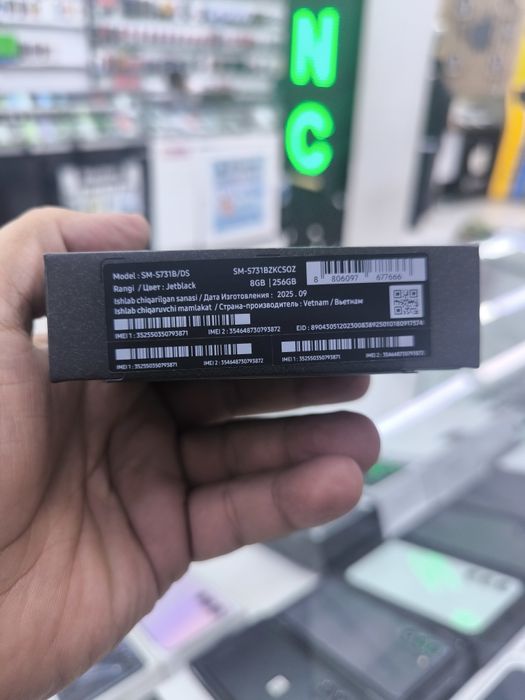 N
C
Model : SM-S731B/DS
SM-S731BZKCSOZ
Rangi / Цвет : Jetblack
8GB | 256GB
8 806097 677666
Ishlab chiqarilgan sanasi / Дата Изготовления : 2025 . 09
Ishlab chiqaruvchi mamlakat / Страна-производитель : Vetnam / Вьетнам
IMEI 1 : 352550350793871
IMEI 2 : 354648730793872
EID : 89043051202300838925010180917574
IMEI 1 : 352550350793871
IMEI 2 : 354648730793872
IMEI 1 : 352550350793871
IMEI 2 : 354648730793872